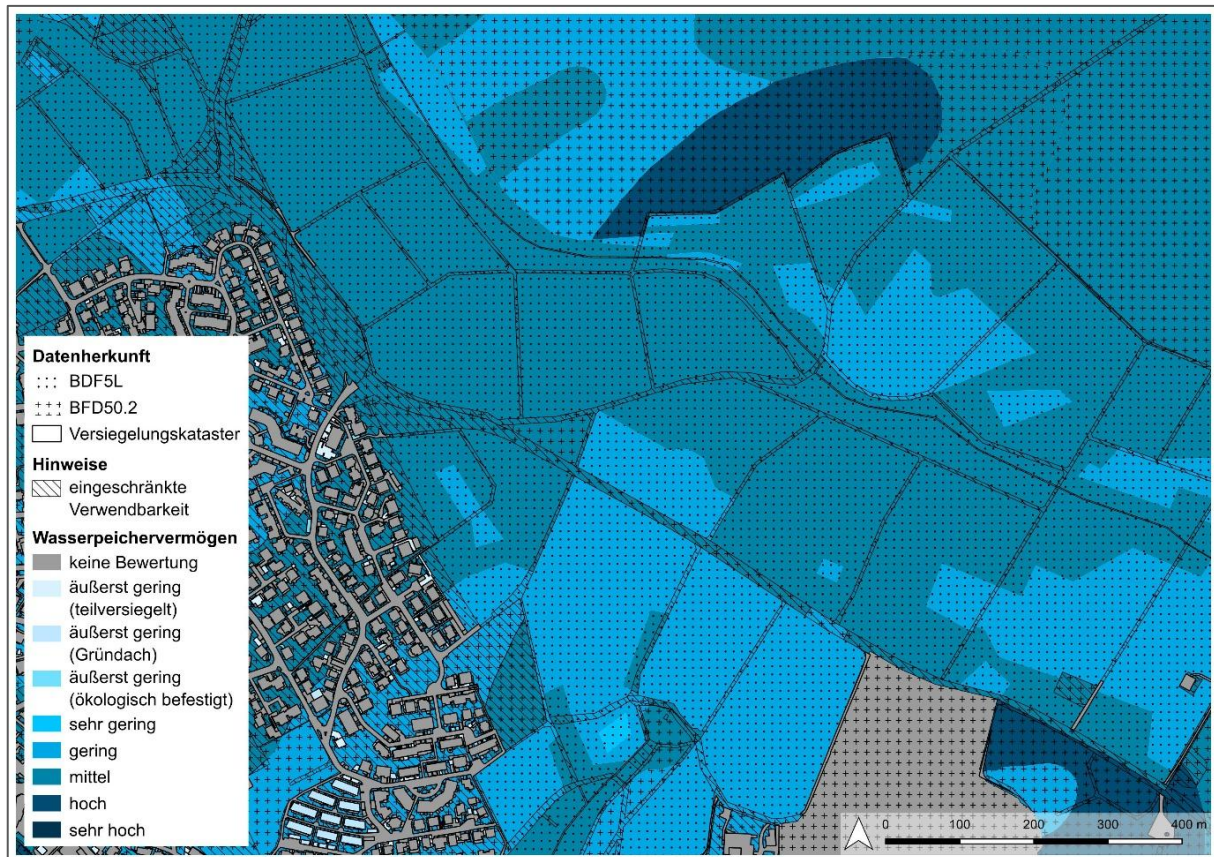 Datenherkunft
BDF5L
BFD50.2
Versiegelungskataster
Hinweise
eingeschränkte
Verwendbarkeit
Wasserpeichervermögen
keine Bewertung
äußerst gering
(teilversiegelt)
äußerst gering
(Gründach)
äußerst gering
(ökologisch befestigt)
sehr gering
gering
mittel
hoch
sehr hoch
0 100 200 300 400 m